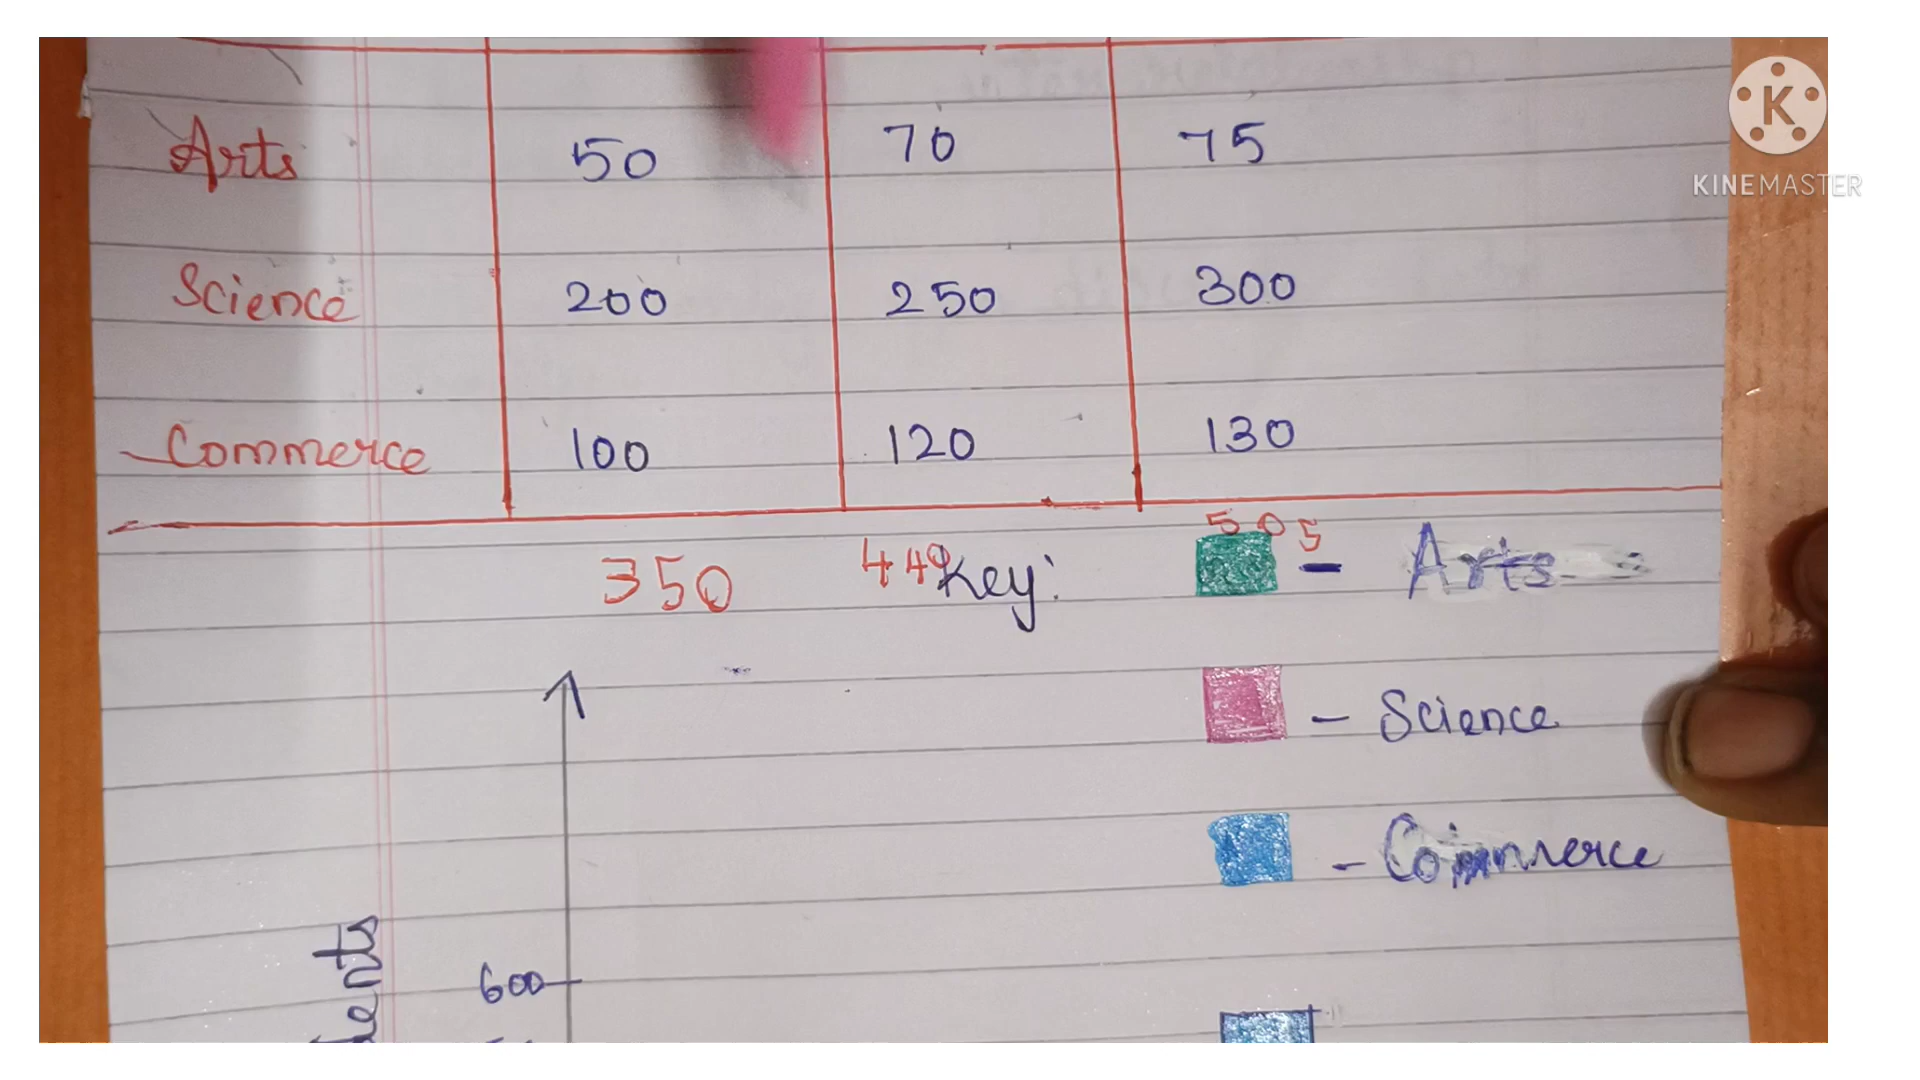 K
KINEMASTER
Arts 50 70 75
Science 200 250 300
Commerce 100 120 130
350 440 505
Key: - Arts
- Science
- Commerce
600
dents